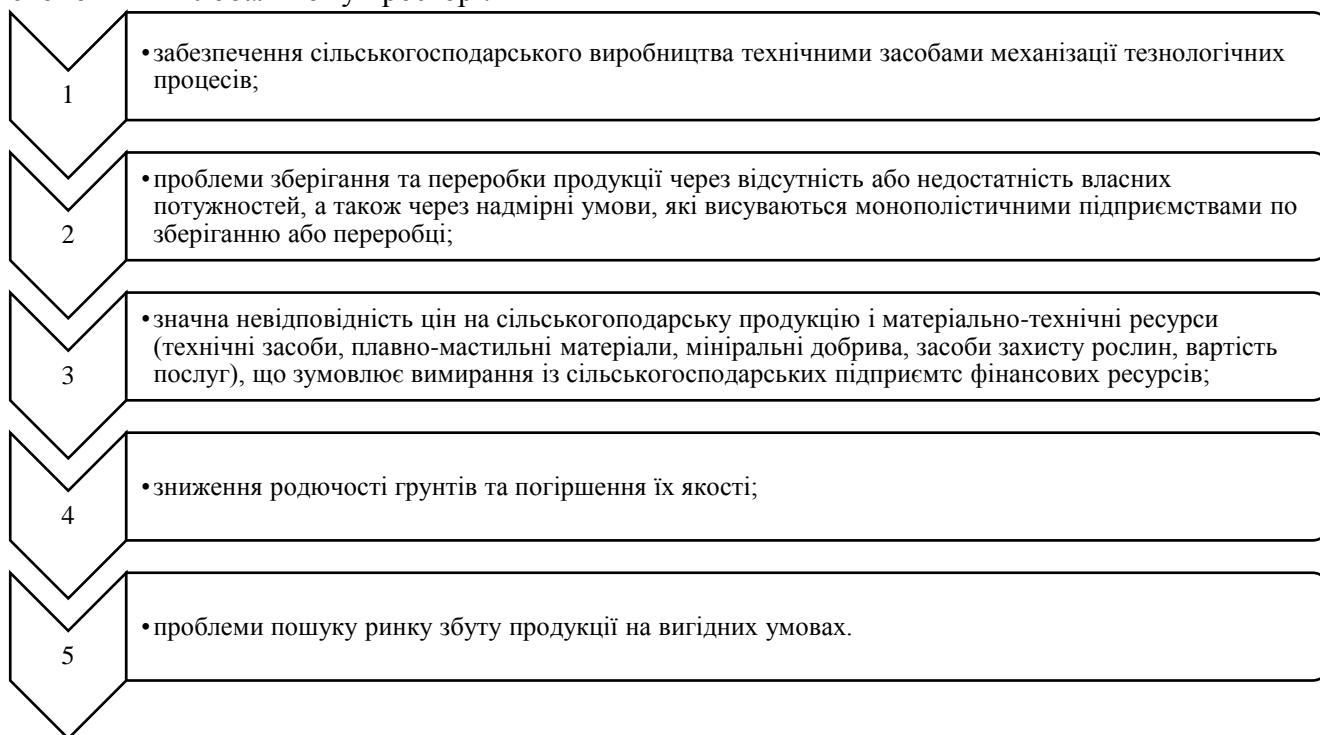 1
•забезпечення сільськогосподарського виробництва технічними засобами механізації тезнологічних
процесів;
2
•проблеми зберігання та переробки продукції через відсутність або недостатність власних
потужностей, а також через надмірні умови, які висуваються монополістичними підприємствами по
зберіганню або переробці;
3
•значна невідповідність цін на сільськогоподарську продукцію і матеріально-технічні ресурси
(технічні засоби, плавно-мастильні матеріали, мініральні добрива, засоби захисту рослин, вартість
послуг), що зумовлює вимирання із сільськогосподарських підприємтс фінансових ресурсів;
4
•зниження родючості грунтів та погіршення їх якості;
5
•проблеми пошуку ринку збуту продукції на вигідних умовах.